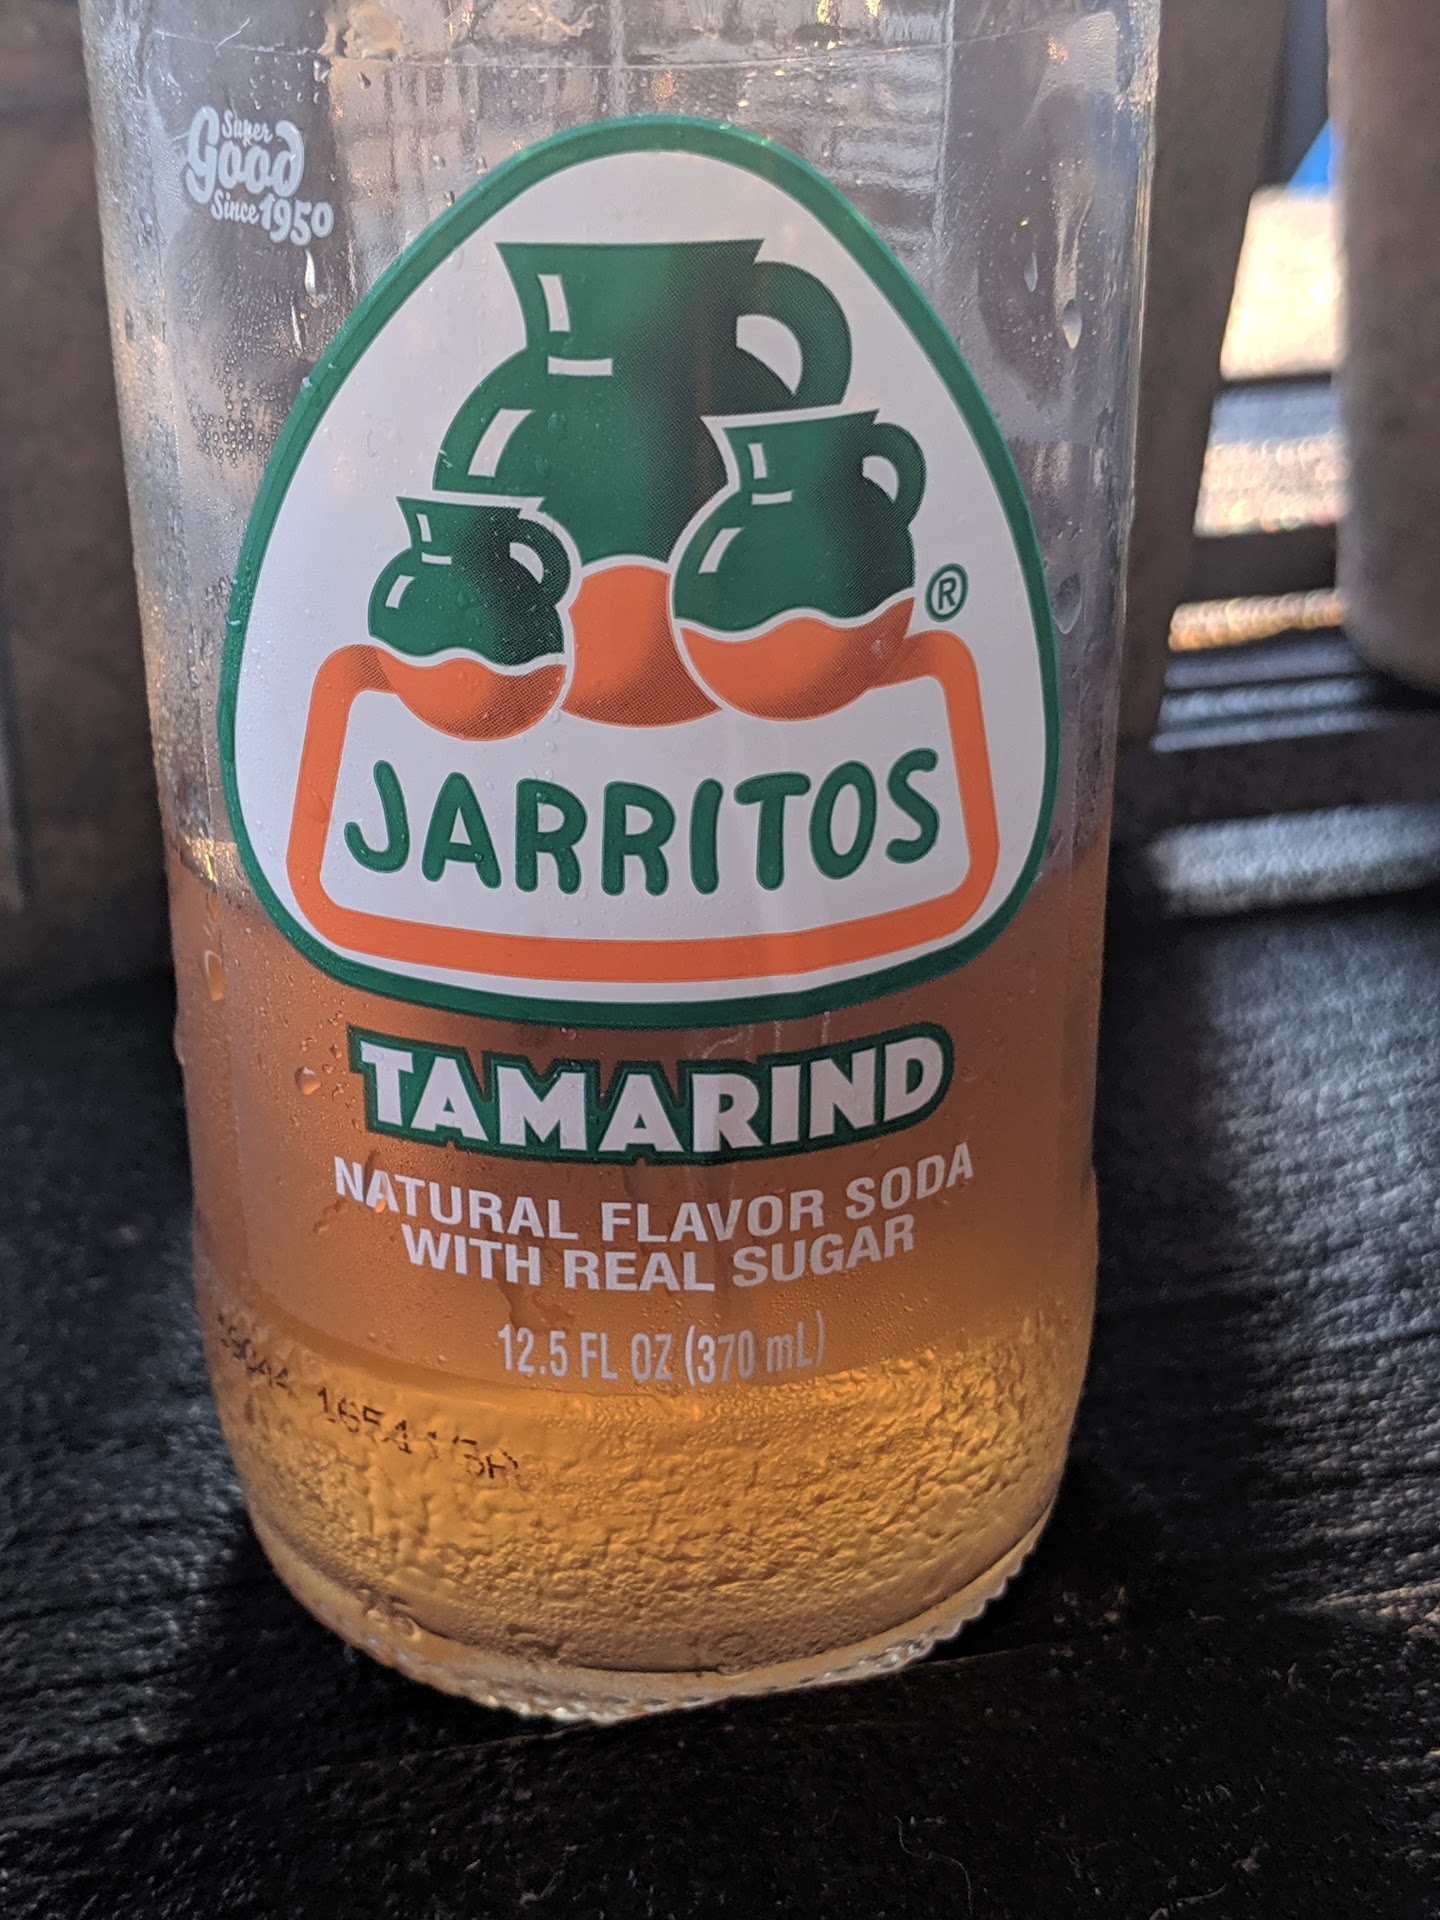 Super
Good
Since 1950
®
JARRITOS
TAMARIND
NATURAL FLAVOR SODA
WITH REAL SUGAR
12.5 FL OZ (370 mL)